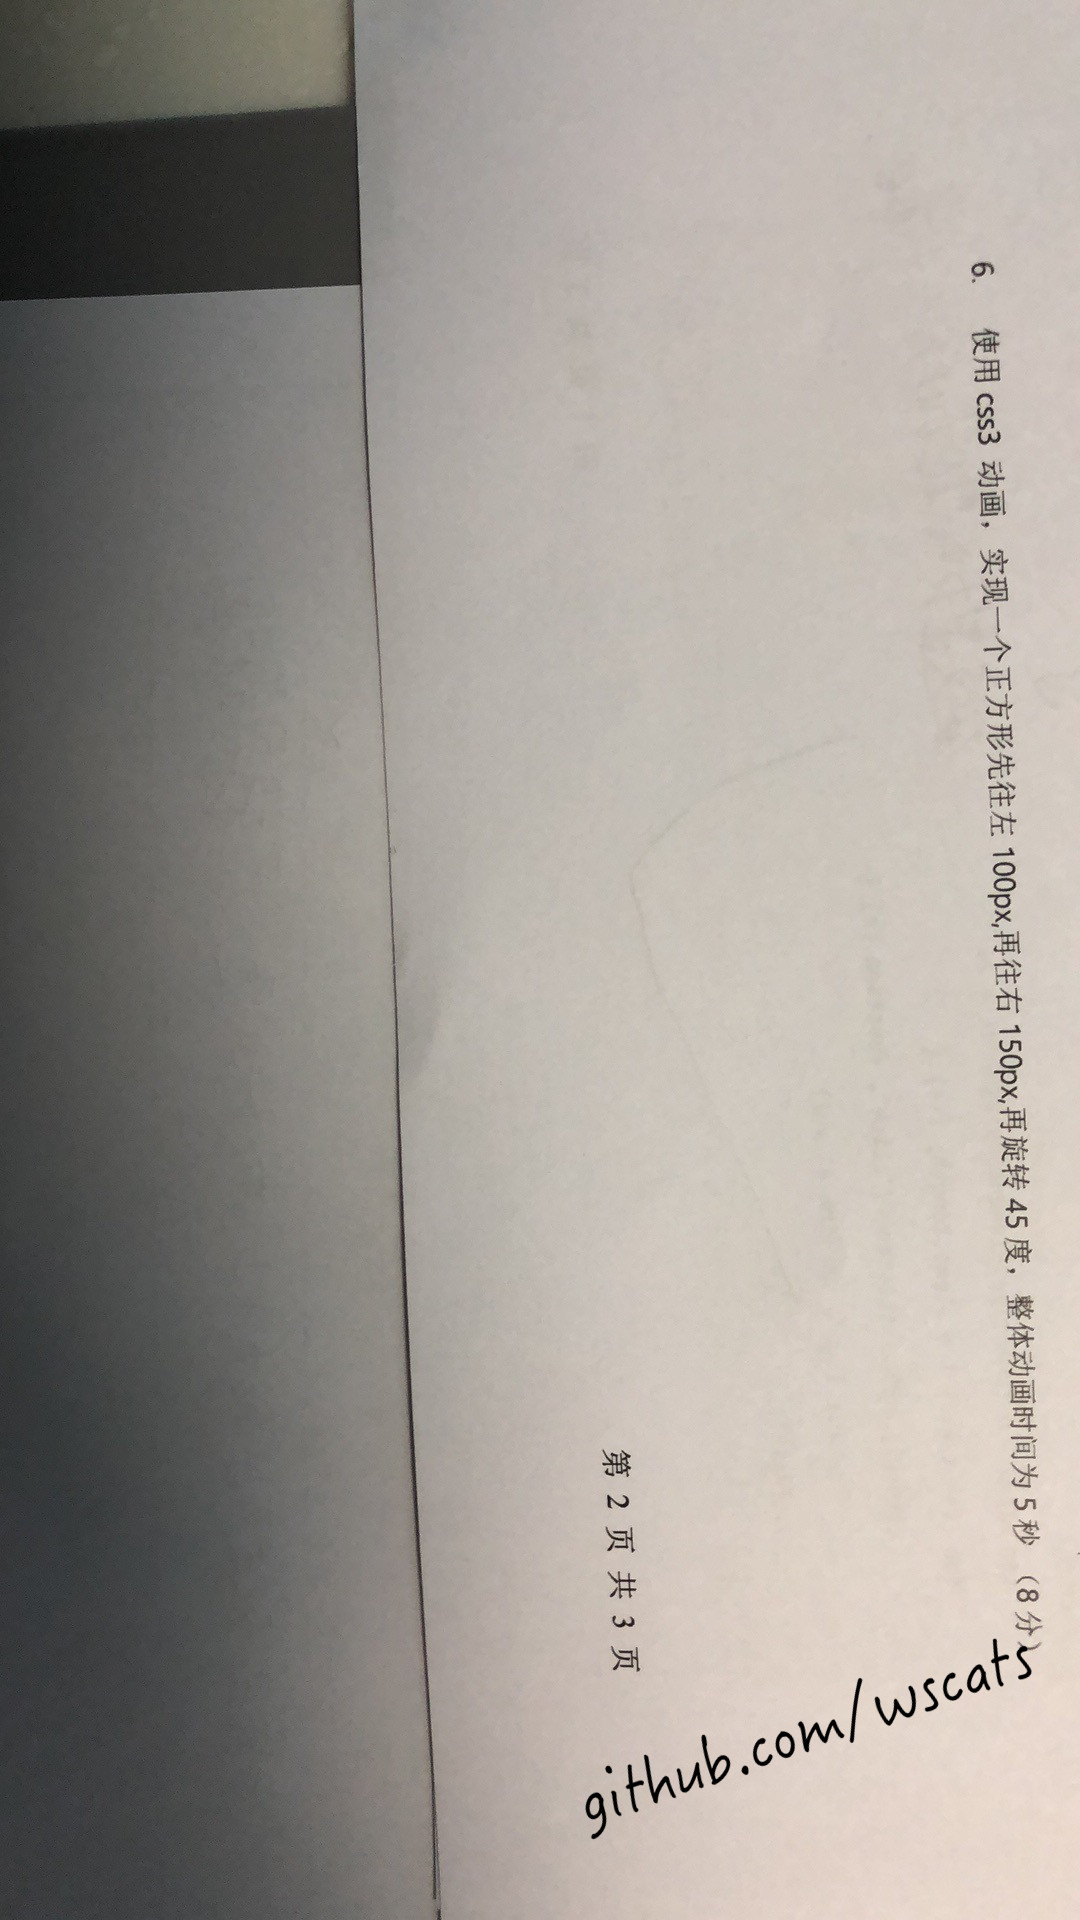 6. 使用 css3 动画，实现一个正方形先往左 100px,再往右 150px,再旋转 45 度，整体动画时间为 5 秒 （8 分）
github.com/wscats
第 2 页 共 3 页